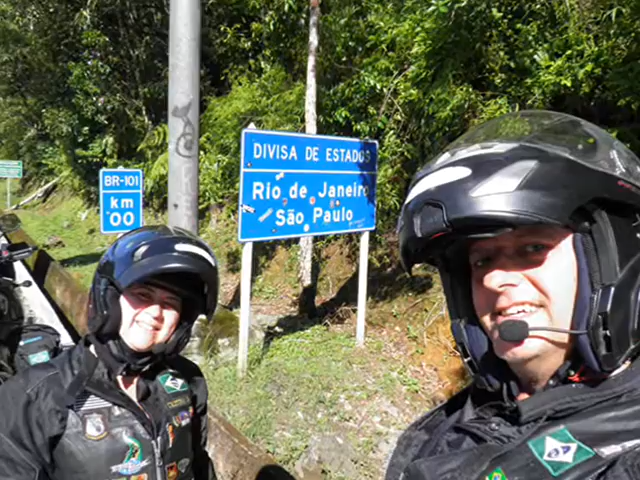 BR-101
km
00
DIVISA DE ESTADOS
Rio de Janeiro
São Paulo